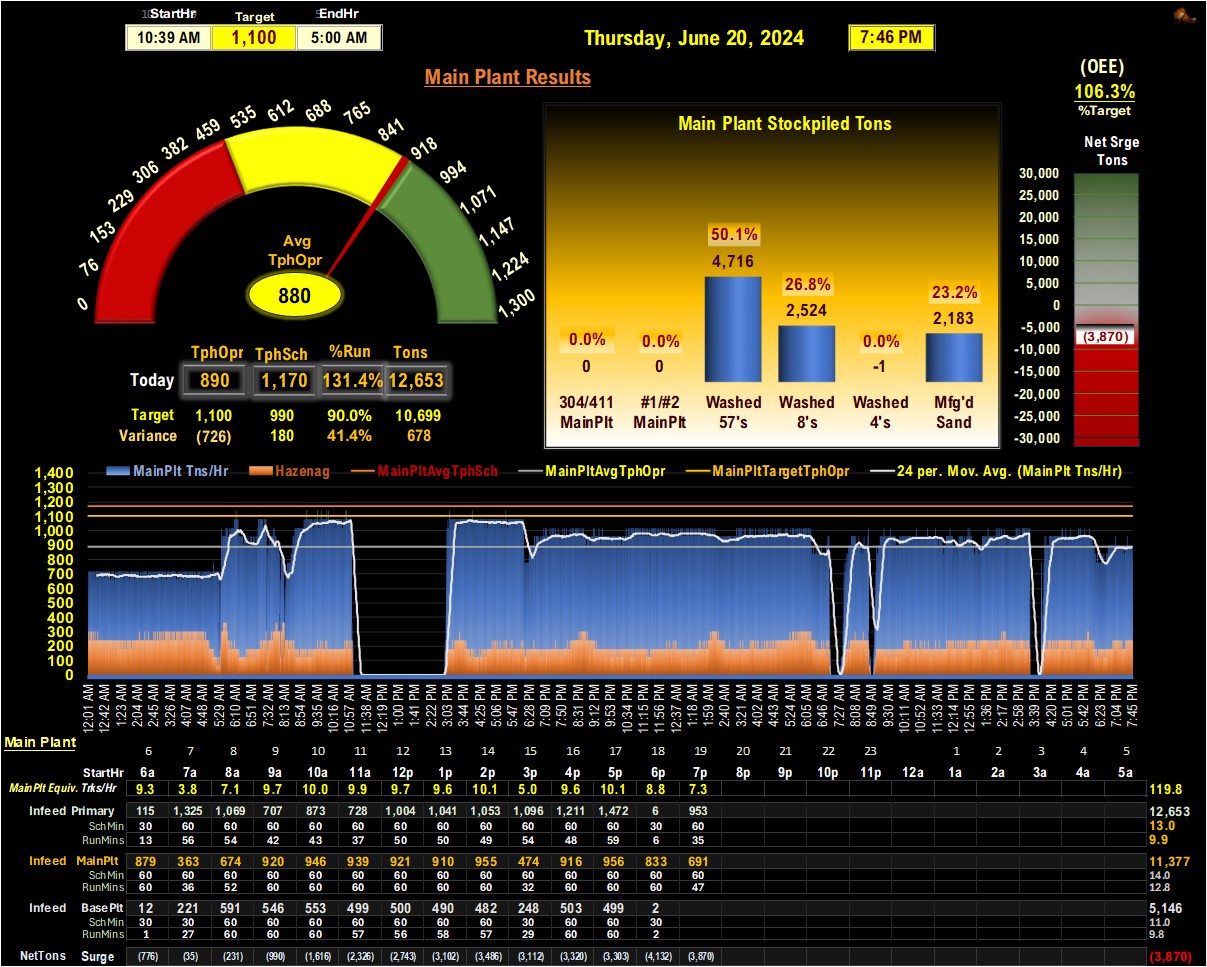 StartHr Target EndHr
10:39 AM 1,100 5:00 AM
Thursday, June 20, 2024 7:46 PM
Main Plant Results
(OEE)
106.3%
%Target
Net Srge
Tons
0 76 153 229 306 382 459 535 612 688 765 841 918 994 1,071 1,147 1,224 1,300
Avg
TphOpr
880
TphOpr TphSch %Run Tons
Today 890 1,170 131.4% 12,653
Target 1,100 990 90.0% 10,699
Variance (726) 180 41.4% 678
Main Plant Stockpiled Tons
0.0% 0.0% 50.1% 26.8% 0.0% 23.2%
0 0 4,716 2,524 -1 2,183
304/411 #1/#2 Washed Washed Washed Mfg'd
MainPlt MainPlt 57's 8's 4's Sand
30,000
25,000
20,000
15,000
10,000
5,000
0
-5,000
(3,870)
-10,000
-15,000
-20,000
-25,000
-30,000
MainPlt Tns/Hr Hazenag MainPltAvgTphSch MainPltAvgTphOpr MainPltTargetTphOpr 24 per. Mov. Avg. (MainPlt Tns/Hr)
1,400
1,300
1,200
1,100
1,000
900
800
700
600
500
400
300
200
100
0
12:01 AM 12:42 AM 1:23 AM 2:04 AM 2:45 AM 3:26 AM 4:07 AM 4:48 AM 5:29 AM 6:10 AM 6:51 AM 7:32 AM 8:13 AM 8:54 AM 9:35 AM 10:16 AM 10:57 AM 11:38 AM 12:19 PM 1:00 PM 1:41 PM 2:22 PM 3:03 PM 3:44 PM 4:25 PM 5:06 PM 5:47 PM 6:28 PM 7:09 PM 7:50 PM 8:31 PM 9:12 PM 9:53 PM 10:34 PM 11:15 PM 11:56 PM 12:37 AM 1:18 AM 1:59 AM 2:40 AM 3:21 AM 4:02 AM 4:43 AM 5:24 AM 6:05 AM 6:46 AM 7:27 AM 8:08 AM 8:49 AM 9:30 AM 10:11 AM 10:52 AM 11:33 AM 12:14 PM 12:55 PM 1:36 PM 2:17 PM 2:58 PM 3:39 PM 4:20 PM 5:01 PM 5:42 PM 6:23 PM 7:04 PM 7:45 PM
Main Plant
6 7 8 9 10 11 12 13 14 15 16 17 18 19 20 21 22 23 1 2 3 4 5
StartHr 6a 7a 8a 9a 10a 11a 12p 1p 2p 3p 4p 5p 6p 7p 8p 9p 10p 11p 12a 1a 2a 3a 4a 5a
MainPlt Equiv. Trks/Hr 9.3 3.8 7.1 9.7 10.0 9.9 9.7 9.6 10.1 5.0 9.6 10.1 8.8 7.3 119.8
Infeed Primary 115 1,325 1,069 707 873 728 1,004 1,041 1,053 1,096 1,211 1,472 6 953 12,653
SchMin 30 60 60 60 60 60 60 60 60 60 60 60 30 60 13.0
RunMins 13 56 54 42 43 37 50 50 49 54 48 59 6 35 9.9
Infeed MainPlt 879 363 674 920 946 939 921 910 955 474 916 956 833 691 11,377
SchMin 60 60 60 60 60 60 60 60 60 60 60 60 60 60 14.0
RunMins 60 36 52 60 60 60 60 60 60 32 60 60 60 47 12.8
Infeed BasePlt 12 221 591 546 553 499 500 490 482 248 503 499 2 5,146
SchMin 30 30 60 60 60 60 60 60 60 30 60 60 30 11.0
RunMins 1 27 60 60 60 57 56 58 57 29 60 60 2 9.8
NetTons Surge (776) (35) (231) (990) (1,616) (2,326) (2,743) (3,102) (3,486) (3,112) (3,320) (3,303) (4,132) (3,870) (3,870)